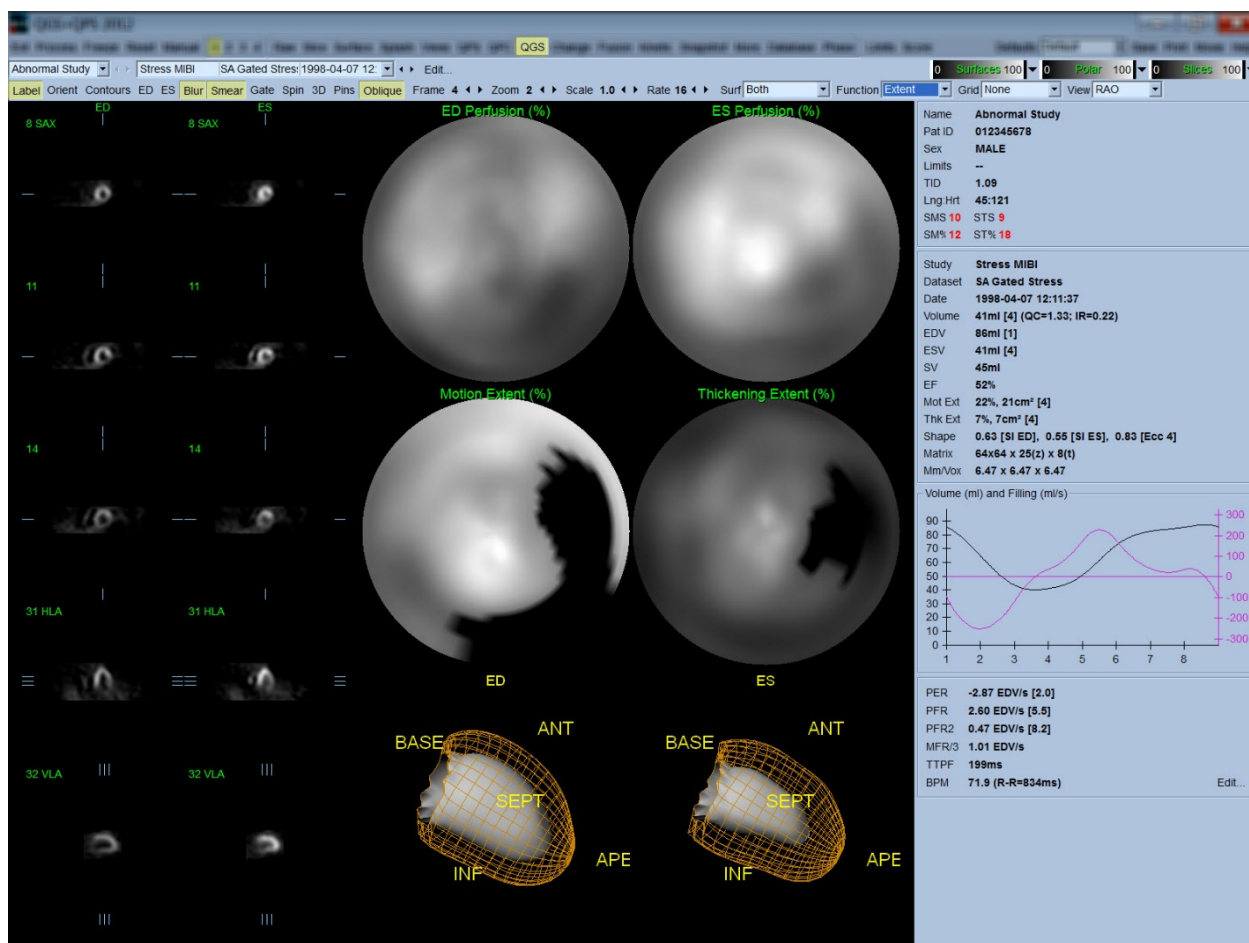 QGS+QPS 2012
QGS
Abnormal Study Stress MIBI SA Gated Stres: 1998-04-07 12: Edit...
0 Surfaces 100 0 Polar 100 0 Slices 100
Label Orient Contours ED ES Blur Smear Gate Spin 3D Pins Oblique Frame 4 Zoom 2 Scale 1.0 Rate 16 Surf Both Function Extent Grid None View RAO
ED ES
8 SAX 8 SAX
11 11
14 14
31 HLA 31 HLA
32 VLA 32 VLA
ED Perfusion (%) ES Perfusion (%)
Motion Extent (%) Thickening Extent (%)
ED ES
BASE ANT BASE ANT
SEPT SEPT
INF APE INF APE
Name Abnormal Study
Pat ID 012345678
Sex MALE
Limits --
TID 1.09
Lng:Hrt 45:121
SMS 10 STS 9
SM% 12 ST% 18
Study Stress MIBI
Dataset SA Gated Stress
Date 1998-04-07 12:11:37
Volume 41ml [4] (QC=1.33; IR=0.22)
EDV 86ml [1]
ESV 41ml [4]
SV 45ml
EF 52%
Mot Ext 22%, 21cm² [4]
Thk Ext 7%, 7cm² [4]
Shape 0.63 [SI ED], 0.55 [SI ES], 0.83 [Ecc 4]
Matrix 64x64 x 25(z) x 8(t)
Mm/Vox 6.47 x 6.47 x 6.47
Volume (ml) and Filling (ml/s)
90 300
80
70 200
60 100
50 0
40
30 -100
20 -200
10
0 -300
1 2 3 4 5 6 7 8
PER -2.87 EDV/s [2.0]
PFR 2.60 EDV/s [5.5]
PFR2 0.47 EDV/s [8.2]
MFR/3 1.01 EDV/s
TTPF 199ms
BPM 71.9 (R-R=834ms) Edit...